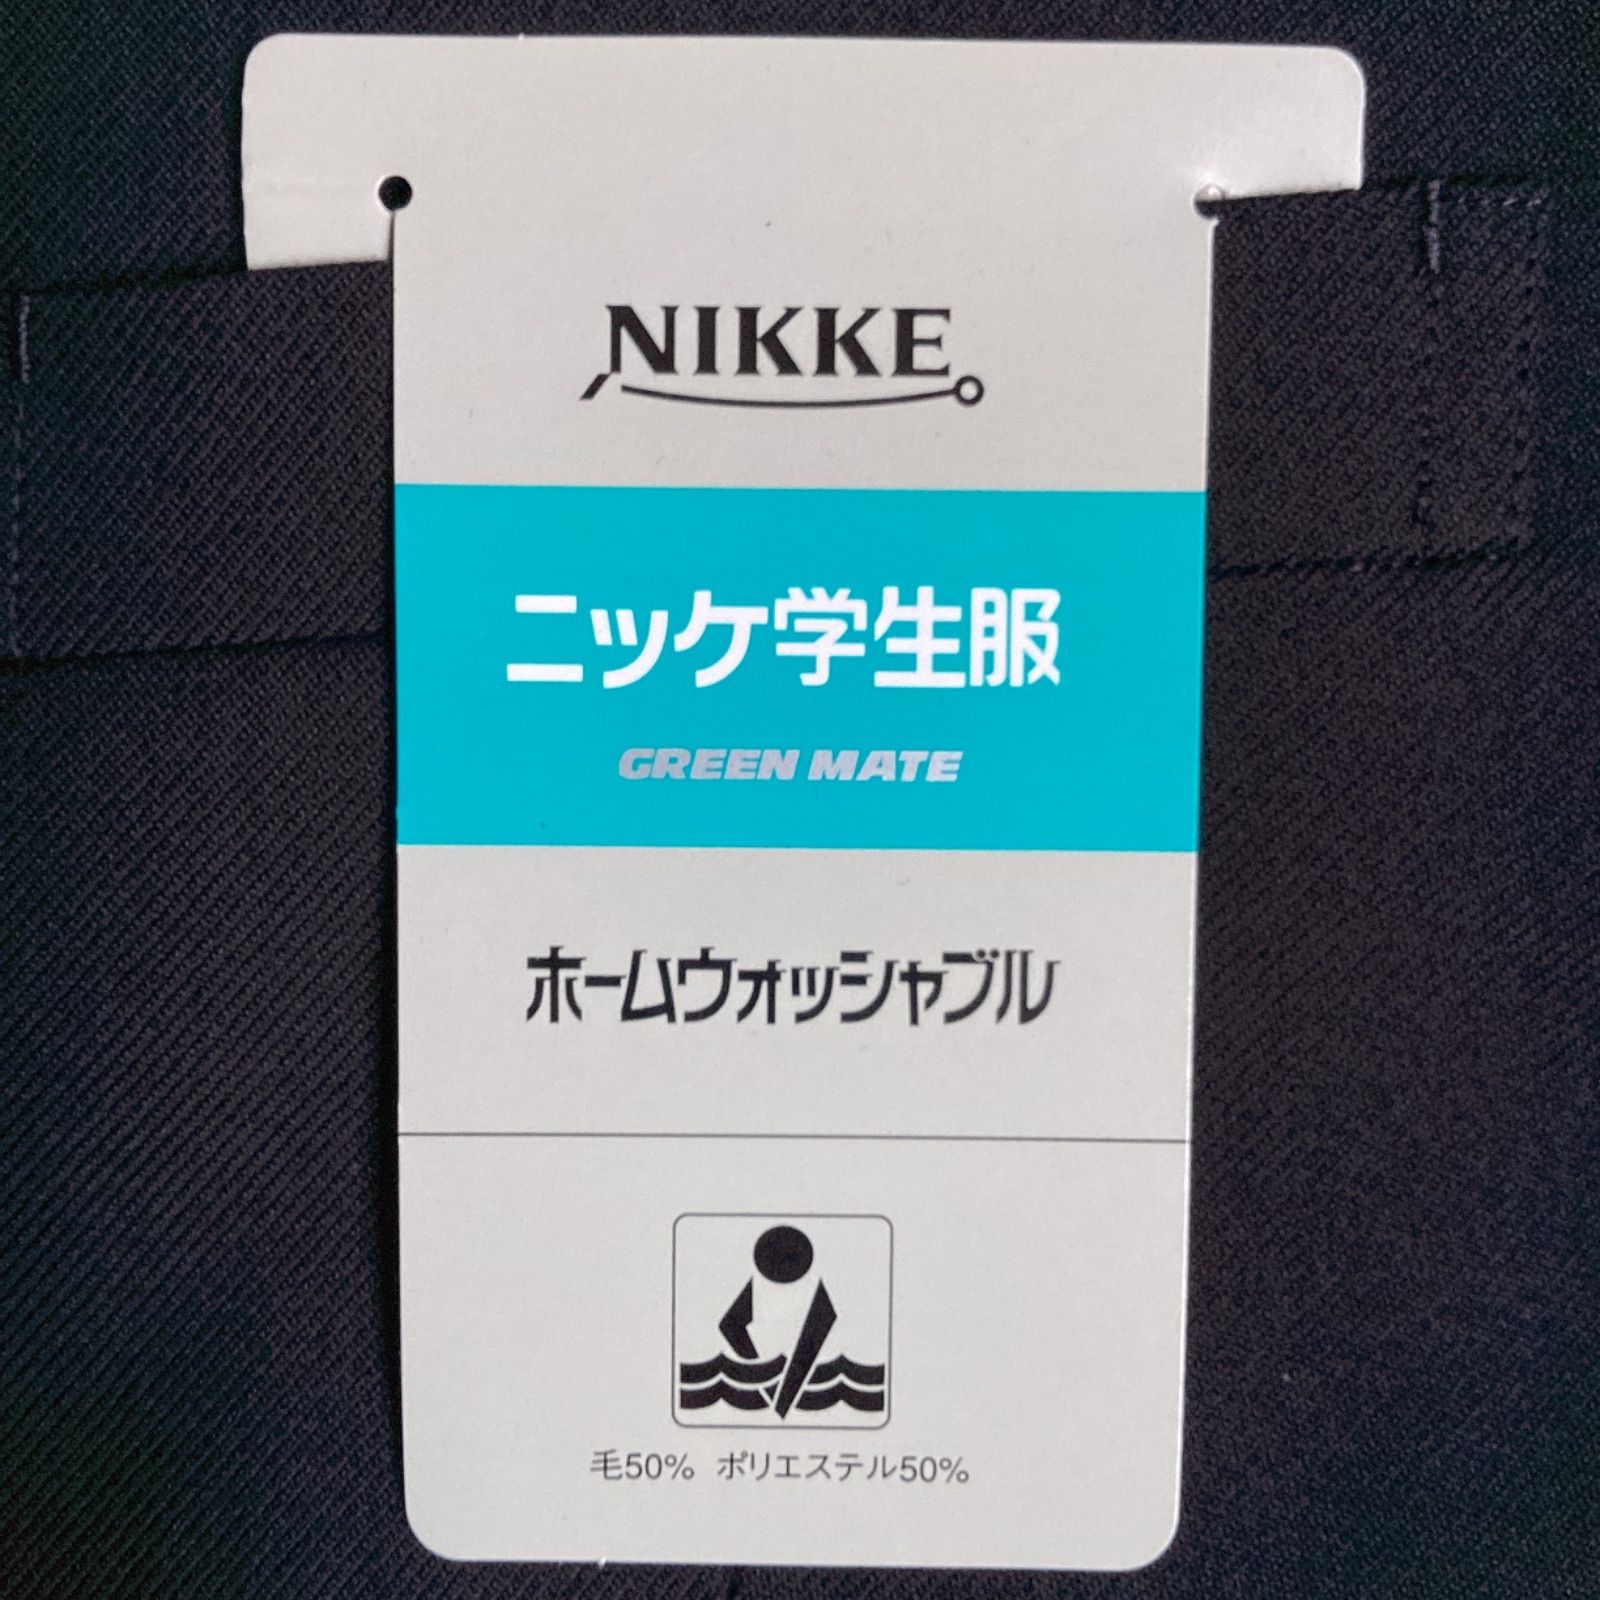 NIKKE
ニッケ学生服
GREEN MATE
ホームウォッシャブル
毛50% ポリエステル50%